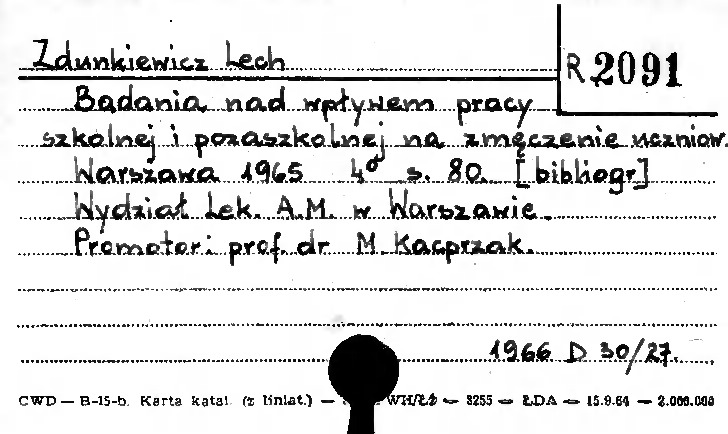 Zdunkiewicz Lech
R 2091
Badania nad wpływem pracy
szkolnej i pozaszkolnej na zmęczenie uczniow.
Warszawa 1965 4° s. 80. [bibliogr]
Wydział Lek. A.M. w Warszawie.
Promotor: prof. dr M. Kacprzak.
1966 D 30/27.
CWD — B-15-b. Karta katal. (z liniat.) — WH/ŁŻ — 3255 — ŁDA — 15.9.64 — 2.000.000